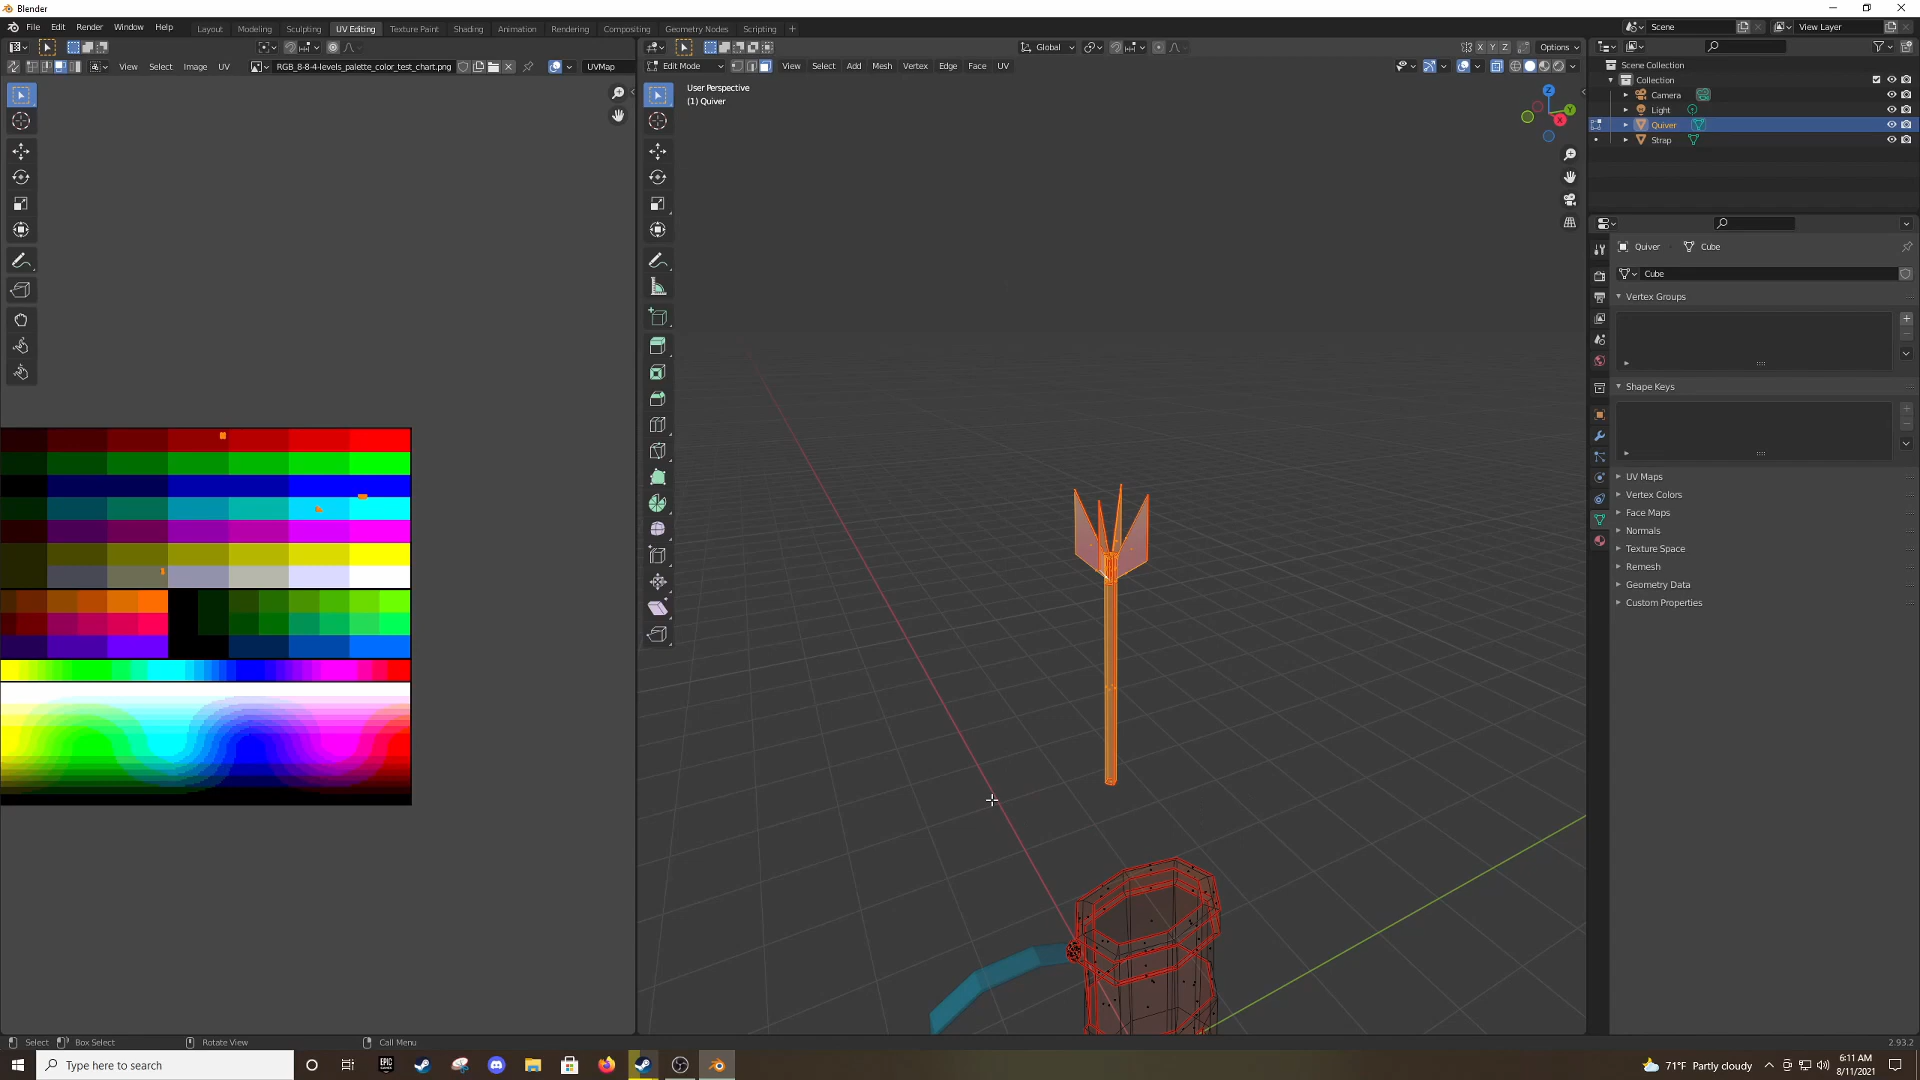 Blender
File Edit Render Window Help
Layout Modeling Sculpting UV Editing Texture Paint Shading Animation Rendering Compositing Geometry Nodes Scripting +
Scene View Layer
Global X Y Z Options
View Select Image UV RGB_8-8-4-levels_palette_color_test_chart.png UVMap
Edit Mode View Select Add Mesh Vertex Edge Face UV
User Perspective
(1) Quiver
Z
Y
X
Scene Collection
Collection
Camera
Light
Quiver
Strap
Quiver Cube
Cube
Vertex Groups
Shape Keys
UV Maps
Vertex Colors
Face Maps
Normals
Texture Space
Remesh
Geometry Data
Custom Properties
Select Box Select Rotate View Call Menu 2.93.2
Type here to search
EPIC GAMES
71°F Partly cloudy
6:11 AM
8/11/2021